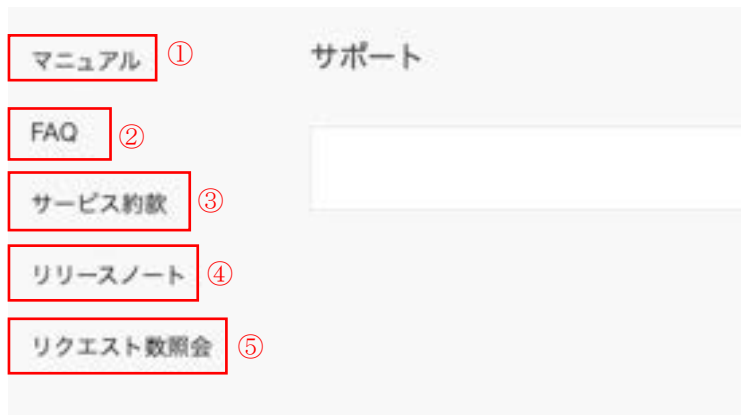 マニュアル ①
サポート
FAQ ②
サービス約款 ③
リリースノート ④
リクエスト数照会 ⑤